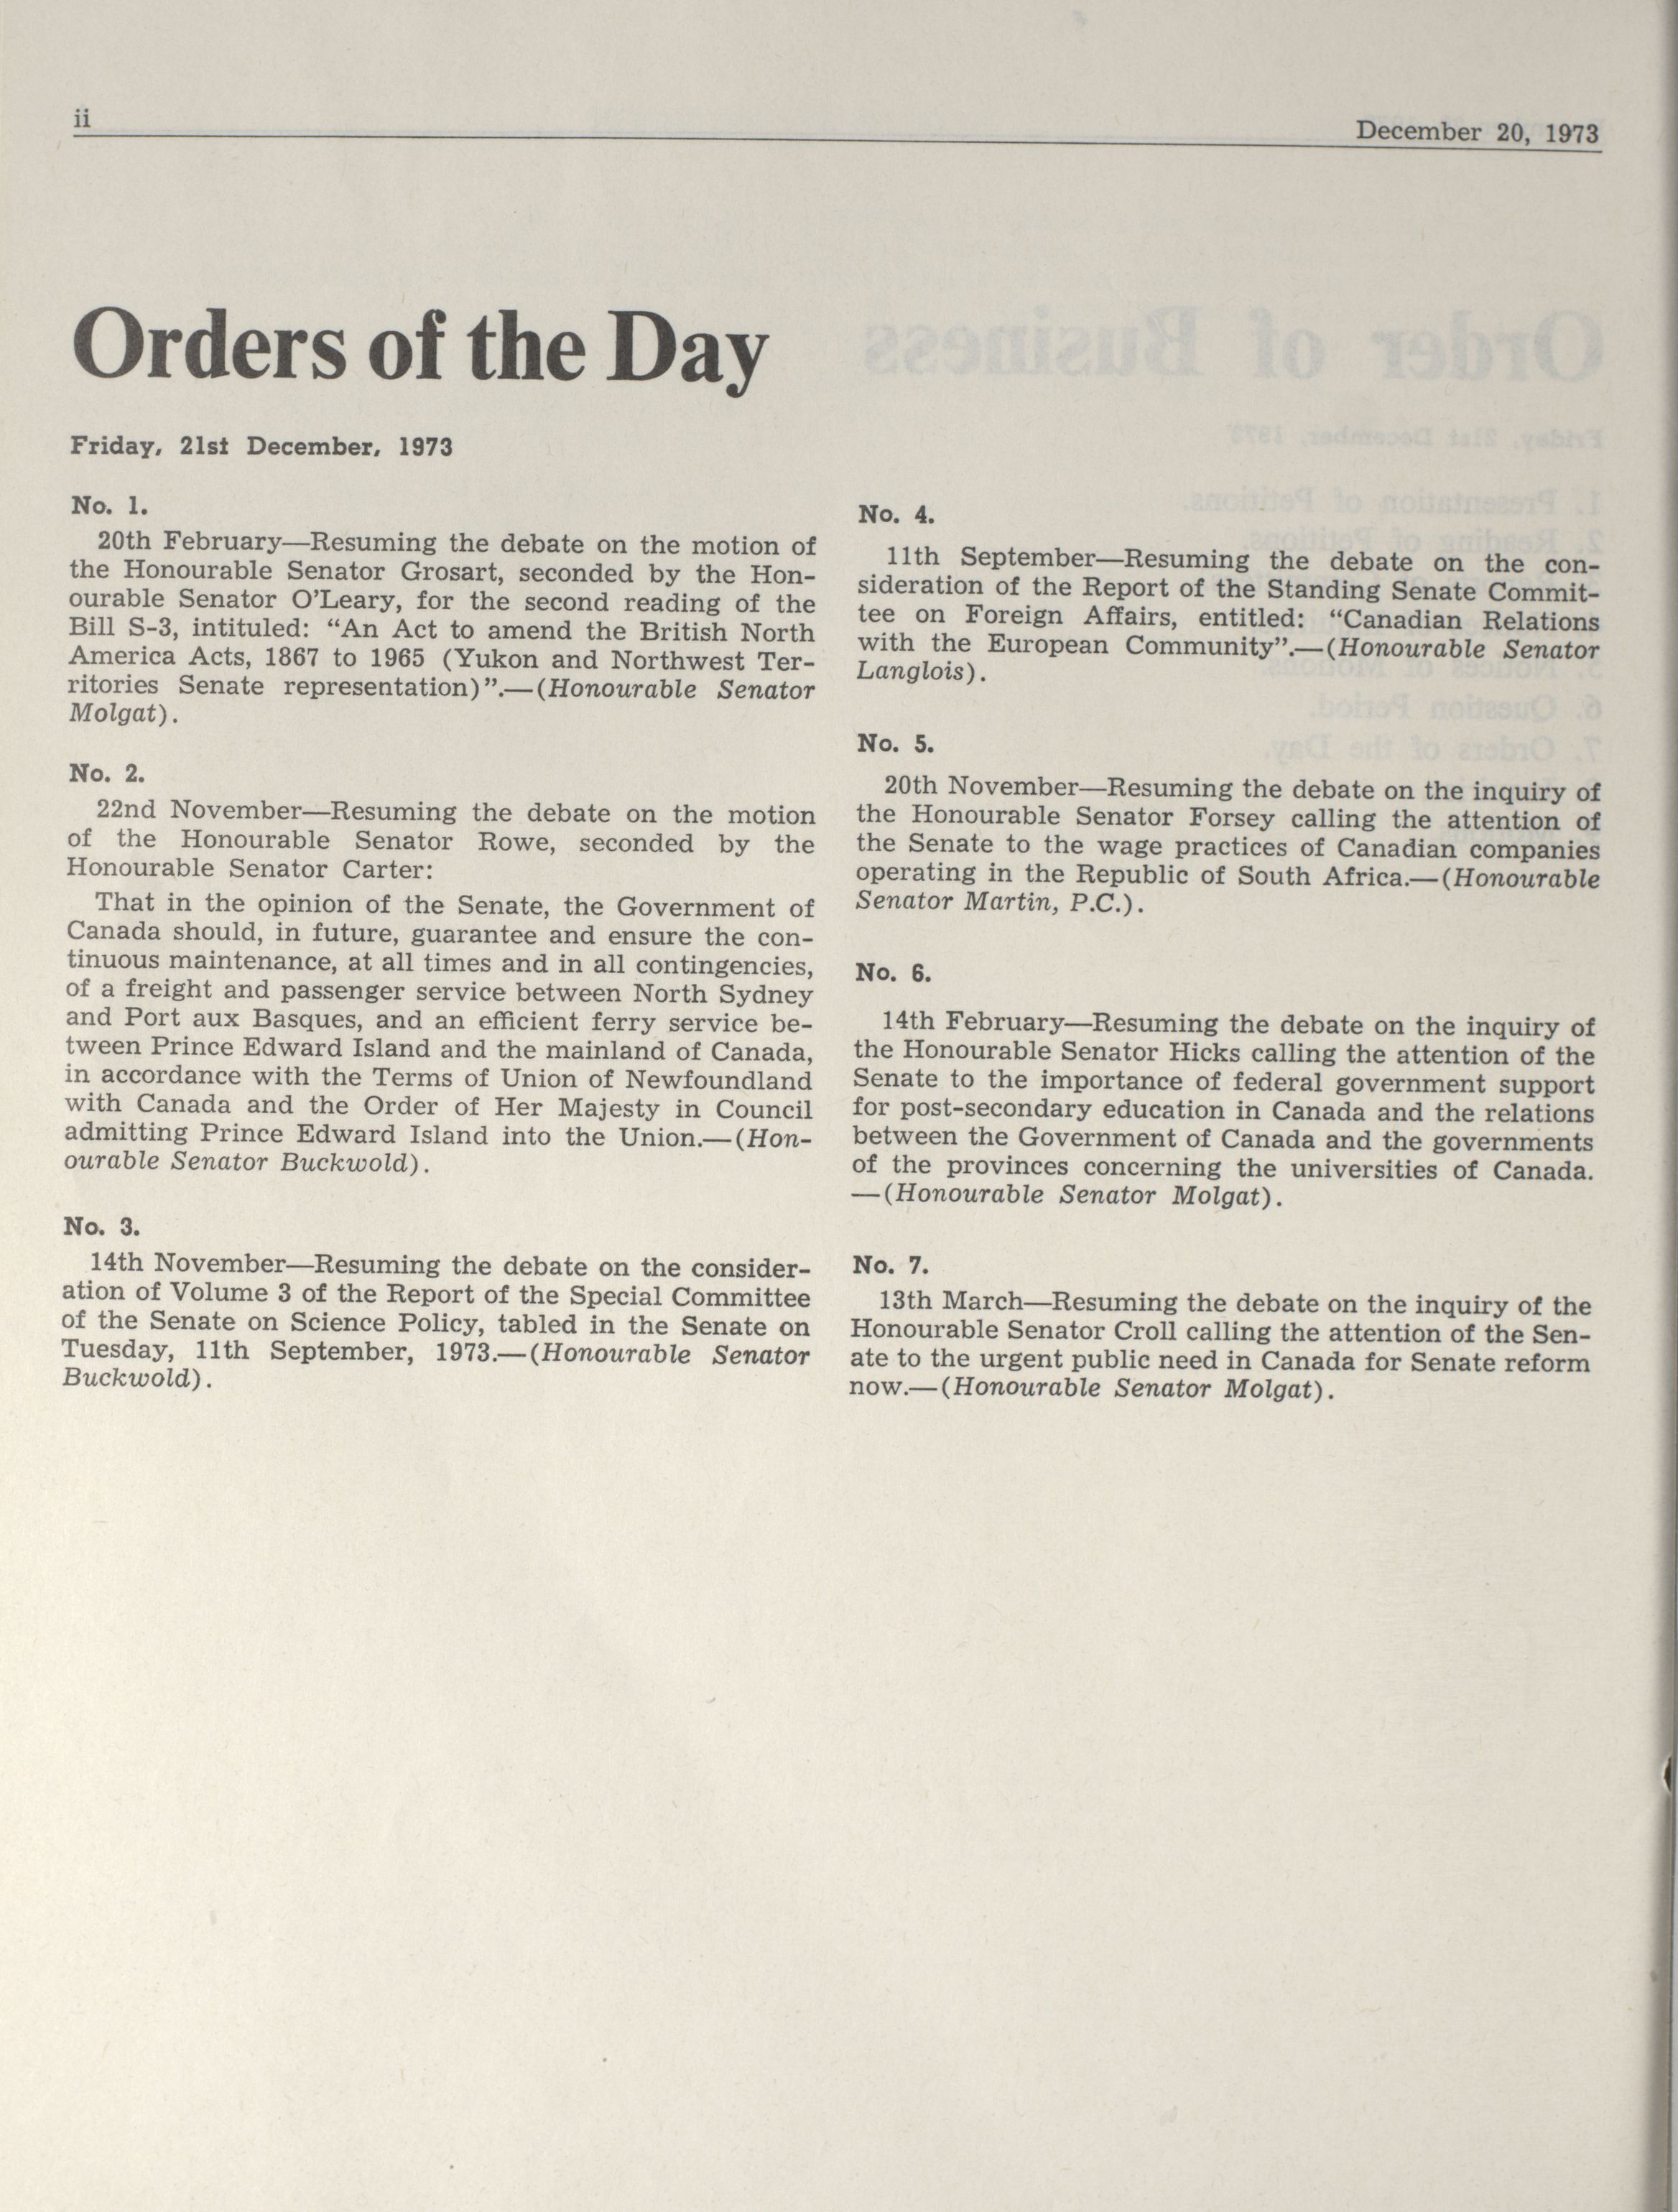 ii
December 20, 1973
Orders of the Day
Friday, 21st December, 1973
No. 1.
20th February—Resuming the debate on the motion of
the Honourable Senator Grosart, seconded by the Hon-
ourable Senator O’Leary, for the second reading of the
Bill S-3, intituled: “An Act to amend the British North
America Acts, 1867 to 1965 (Yukon and Northwest Ter-
ritories Senate representation)”.—(Honourable Senator
Molgat).
No. 2.
22nd November—Resuming the debate on the motion
of the Honourable Senator Rowe, seconded by the
Honourable Senator Carter:
That in the opinion of the Senate, the Government of
Canada should, in future, guarantee and ensure the con-
tinuous maintenance, at all times and in all contingencies,
of a freight and passenger service between North Sydney
and Port aux Basques, and an efficient ferry service be-
tween Prince Edward Island and the mainland of Canada,
in accordance with the Terms of Union of Newfoundland
with Canada and the Order of Her Majesty in Council
admitting Prince Edward Island into the Union.—(Hon-
ourable Senator Buckwold).
No. 3.
14th November—Resuming the debate on the consider-
ation of Volume 3 of the Report of the Special Committee
of the Senate on Science Policy, tabled in the Senate on
Tuesday, 11th September, 1973.—(Honourable Senator
Buckwold).
No. 4.
11th September—Resuming the debate on the con-
sideration of the Report of the Standing Senate Commit-
tee on Foreign Affairs, entitled: “Canadian Relations
with the European Community”.—(Honourable Senator
Langlois).
No. 5.
20th November—Resuming the debate on the inquiry of
the Honourable Senator Forsey calling the attention of
the Senate to the wage practices of Canadian companies
operating in the Republic of South Africa.—(Honourable
Senator Martin, P.C.).
No. 6.
14th February—Resuming the debate on the inquiry of
the Honourable Senator Hicks calling the attention of the
Senate to the importance of federal government support
for post-secondary education in Canada and the relations
between the Government of Canada and the governments
of the provinces concerning the universities of Canada.
—(Honourable Senator Molgat).
No. 7.
13th March—Resuming the debate on the inquiry of the
Honourable Senator Croll calling the attention of the Sen-
ate to the urgent public need in Canada for Senate reform
now.—(Honourable Senator Molgat).